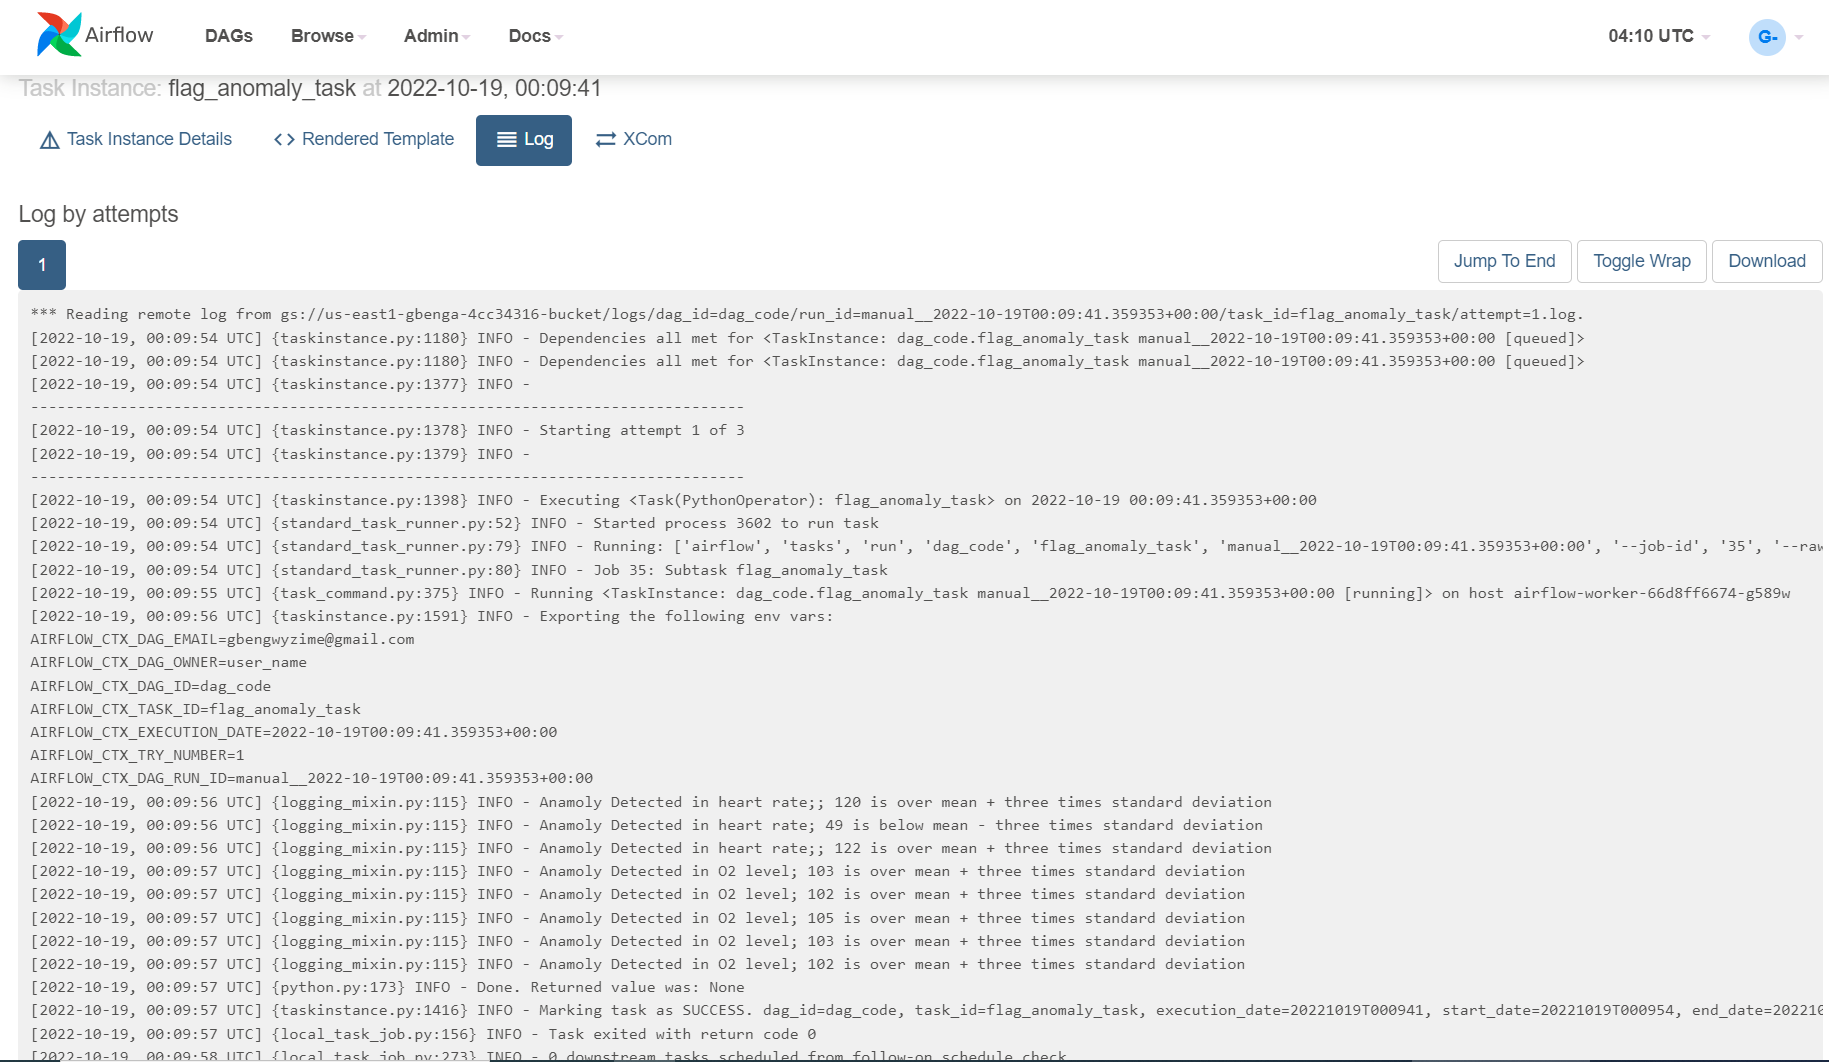 Airflow DAGs Browse Admin Docs 04:10 UTC G-
Task Instance: flag_anomaly_task at 2022-10-19, 00:09:41
Task Instance Details <> Rendered Template Log XCom
Log by attempts
1
Jump To End Toggle Wrap Download
*** Reading remote log from gs://us-east1-gbenga-4cc34316-bucket/logs/dag_id=dag_code/run_id=manual__2022-10-19T00:09:41.359353+00:00/task_id=flag_anomaly_task/attempt=1.log.
[2022-10-19, 00:09:54 UTC] {taskinstance.py:1180} INFO - Dependencies all met for <TaskInstance: dag_code.flag_anomaly_task manual__2022-10-19T00:09:41.359353+00:00 [queued]>
[2022-10-19, 00:09:54 UTC] {taskinstance.py:1180} INFO - Dependencies all met for <TaskInstance: dag_code.flag_anomaly_task manual__2022-10-19T00:09:41.359353+00:00 [queued]>
[2022-10-19, 00:09:54 UTC] {taskinstance.py:1377} INFO -
--------------------------------------------------------------------------------
[2022-10-19, 00:09:54 UTC] {taskinstance.py:1378} INFO - Starting attempt 1 of 3
[2022-10-19, 00:09:54 UTC] {taskinstance.py:1379} INFO -
--------------------------------------------------------------------------------
[2022-10-19, 00:09:54 UTC] {taskinstance.py:1398} INFO - Executing <Task(PythonOperator): flag_anomaly_task> on 2022-10-19 00:09:41.359353+00:00
[2022-10-19, 00:09:54 UTC] {standard_task_runner.py:52} INFO - Started process 3602 to run task
[2022-10-19, 00:09:54 UTC] {standard_task_runner.py:79} INFO - Running: ['airflow', 'tasks', 'run', 'dag_code', 'flag_anomaly_task', 'manual__2022-10-19T00:09:41.359353+00:00', '--job-id', '35', '--raw
[2022-10-19, 00:09:54 UTC] {standard_task_runner.py:80} INFO - Job 35: Subtask flag_anomaly_task
[2022-10-19, 00:09:55 UTC] {task_command.py:375} INFO - Running <TaskInstance: dag_code.flag_anomaly_task manual__2022-10-19T00:09:41.359353+00:00 [running]> on host airflow-worker-66d8ff6674-g589w
[2022-10-19, 00:09:56 UTC] {taskinstance.py:1591} INFO - Exporting the following env vars:
AIRFLOW_CTX_DAG_EMAIL=gbengwyzime@gmail.com
AIRFLOW_CTX_DAG_OWNER=user_name
AIRFLOW_CTX_DAG_ID=dag_code
AIRFLOW_CTX_TASK_ID=flag_anomaly_task
AIRFLOW_CTX_EXECUTION_DATE=2022-10-19T00:09:41.359353+00:00
AIRFLOW_CTX_TRY_NUMBER=1
AIRFLOW_CTX_DAG_RUN_ID=manual__2022-10-19T00:09:41.359353+00:00
[2022-10-19, 00:09:56 UTC] {logging_mixin.py:115} INFO - Anamoly Detected in heart rate;; 120 is over mean + three times standard deviation
[2022-10-19, 00:09:56 UTC] {logging_mixin.py:115} INFO - Anamoly Detected in heart rate; 49 is below mean - three times standard deviation
[2022-10-19, 00:09:56 UTC] {logging_mixin.py:115} INFO - Anamoly Detected in heart rate;; 122 is over mean + three times standard deviation
[2022-10-19, 00:09:57 UTC] {logging_mixin.py:115} INFO - Anamoly Detected in O2 level; 103 is over mean + three times standard deviation
[2022-10-19, 00:09:57 UTC] {logging_mixin.py:115} INFO - Anamoly Detected in O2 level; 102 is over mean + three times standard deviation
[2022-10-19, 00:09:57 UTC] {logging_mixin.py:115} INFO - Anamoly Detected in O2 level; 105 is over mean + three times standard deviation
[2022-10-19, 00:09:57 UTC] {logging_mixin.py:115} INFO - Anamoly Detected in O2 level; 103 is over mean + three times standard deviation
[2022-10-19, 00:09:57 UTC] {logging_mixin.py:115} INFO - Anamoly Detected in O2 level; 102 is over mean + three times standard deviation
[2022-10-19, 00:09:57 UTC] {python.py:173} INFO - Done. Returned value was: None
[2022-10-19, 00:09:57 UTC] {taskinstance.py:1416} INFO - Marking task as SUCCESS. dag_id=dag_code, task_id=flag_anomaly_task, execution_date=20221019T000941, start_date=20221019T000954, end_date=202210
[2022-10-19, 00:09:57 UTC] {local_task_job.py:156} INFO - Task exited with return code 0
[2022-10-19, 00:09:58 UTC] {local_task_job.py:273} INFO - 0 downstream tasks scheduled from follow-on schedule check